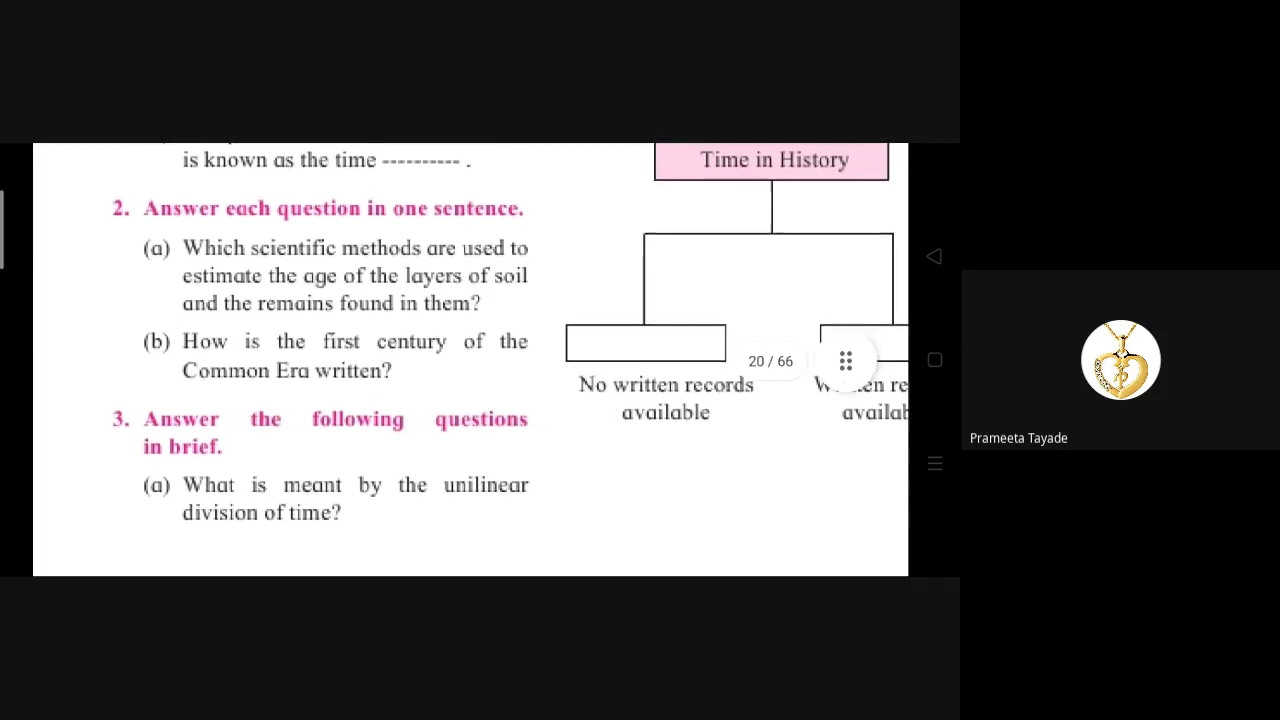 is known as the time ---------- .
2. Answer each question in one sentence.
(a) Which scientific methods are used to
estimate the age of the layers of soil
and the remains found in them?
(b) How is the first century of the
Common Era written?
3. Answer the following questions
in brief.
(a) What is meant by the unilinear
division of time?
Time in History
No written records
available
20 / 66
Prameeta Tayade